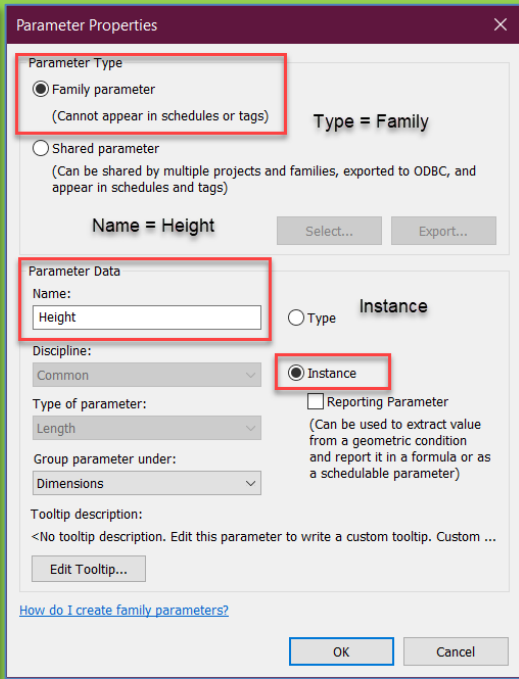 Parameter Properties
Parameter Type
Family parameter
(Cannot appear in schedules or tags)
Type = Family
Shared parameter
(Can be shared by multiple projects and families, exported to ODBC, and
appear in schedules and tags)
Name = Height
Select...
Export...
Parameter Data
Name:
Height
Type
Instance
Discipline:
Common
Instance
Type of parameter:
Length
Reporting Parameter
(Can be used to extract value
from a geometric condition
and report it in a formula or as
a schedulable parameter)
Group parameter under:
Dimensions
Tooltip description:
<No tooltip description. Edit this parameter to write a custom tooltip. Custom ...
Edit Tooltip...
How do I create family parameters?
OK
Cancel